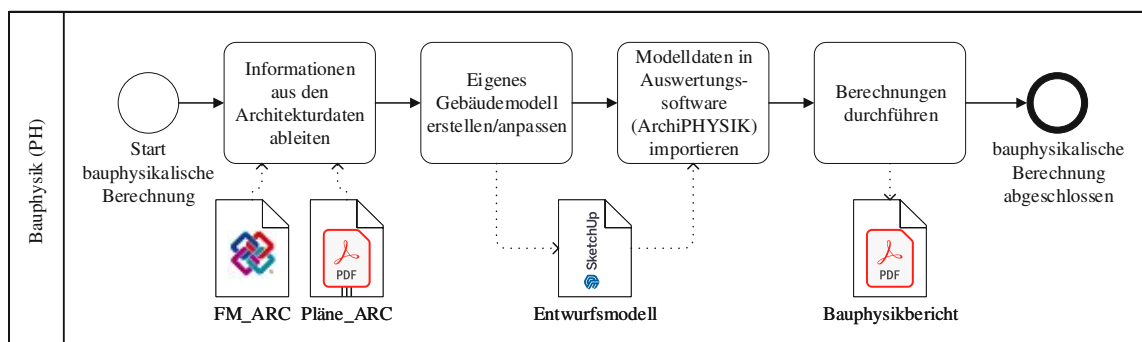 Bauphysik (PH)
Start
bauphysikalische
Berechnung
Informationen
aus den
Architekturdaten
ableiten
Eigenes
Gebäudemodell
erstellen/anpassen
Modelldaten in
Auswertungs-
software
(ArchiPHYSIK)
importieren
Berechnungen
durchführen
bauphysikalische
Berechnung
abgeschlossen
FM_ARC
PDF
Pläne_ARC
SketchUp
Entwurfsmodell
PDF
Bauphysikbericht